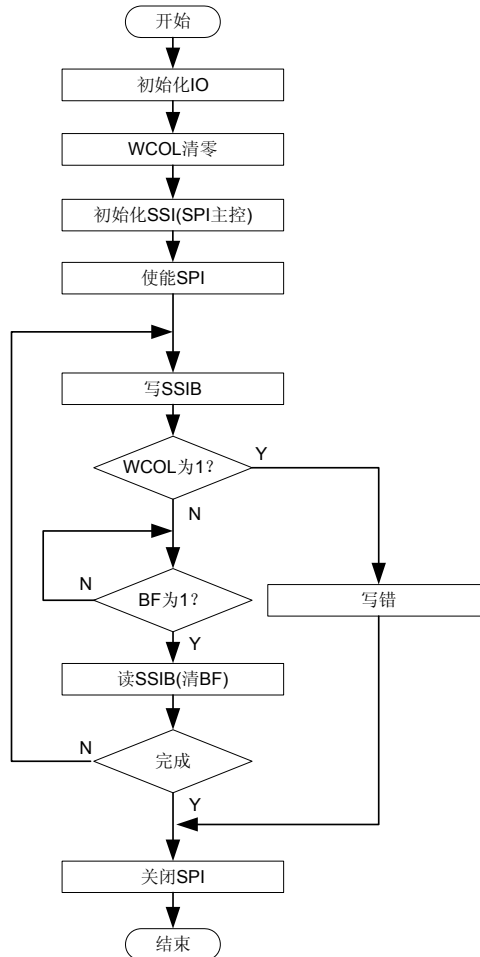 开始
初始化IO
WCOL清零
初始化SSI(SPI主控)
使能SPI
写SSIB
WCOL为1?
Y
N
N
BF为1?
写错
Y
读SSIB(清BF)
N
完成
Y
关闭SPI
结束